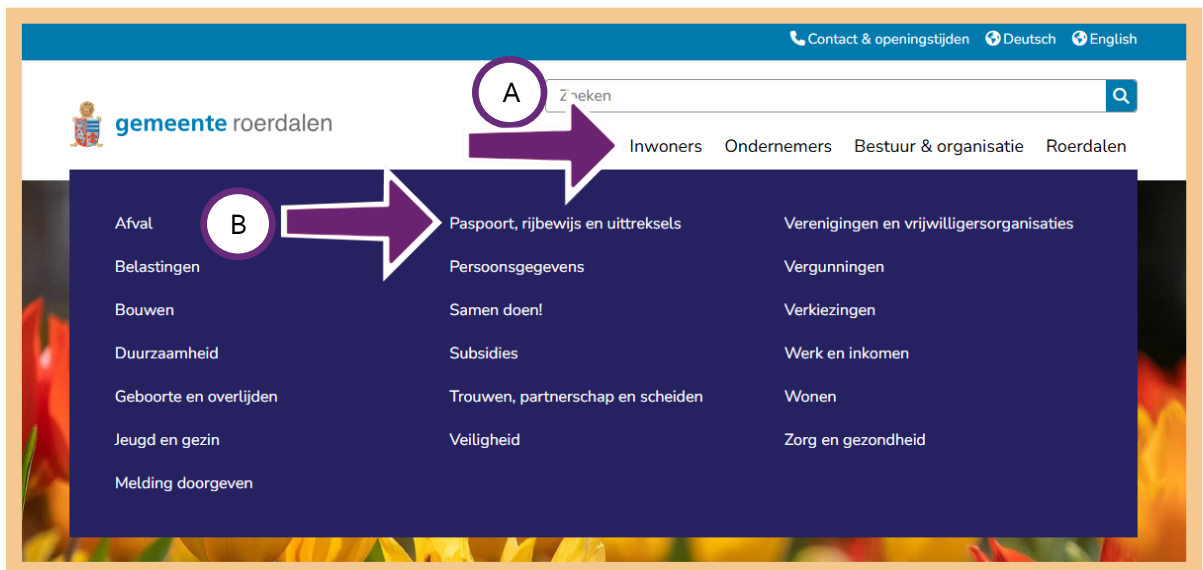 Contact & openingstijden Deutsch English
A
Zoeken
gemeente roerdalen
Inwoners Ondernemers Bestuur & organisatie Roerdalen
B
Afval
Belastingen
Bouwen
Duurzaamheid
Geboorte en overlijden
Jeugd en gezin
Melding doorgeven
Paspoort, rijbewijs en uittreksels
Persoonsgegevens
Samen doen!
Subsidies
Trouwen, partnerschap en scheiden
Veiligheid
Verenigingen en vrijwilligersorganisaties
Vergunningen
Verkiezingen
Werk en inkomen
Wonen
Zorg en gezondheid